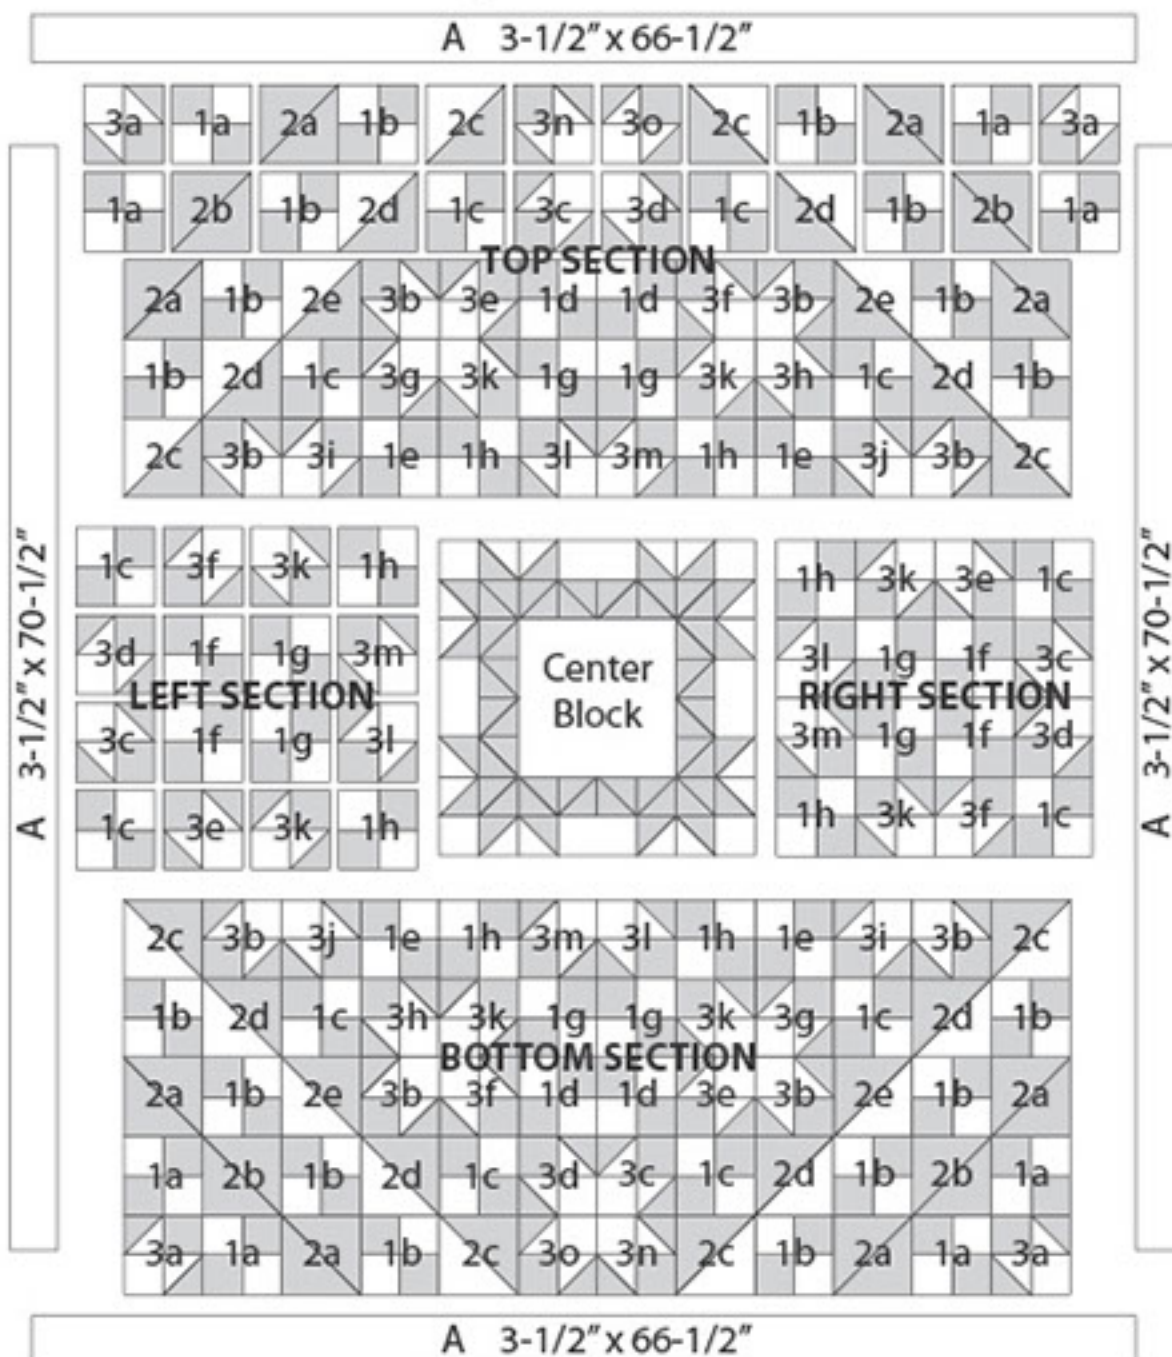 A 3-1/2” x 66-1/2”
3a 1a 2a 1b 2c 3n 3o 2c 1b 2a 1a 3a
1a 2b 1b 2d 1c 3c 3d 1c 2d 1b 2b 1a
TOP SECTION
2a 1b 2e 3b 3e 1d 1d 3f 3b 2e 1b 2a
1b 2d 1c 3g 3k 1g 1g 3k 3h 1c 2d 1b
2c 3b 3i 1e 1h 3l 3m 1h 1e 3j 3b 2c
A 3-1/2” x 70-1/2”
1c 3f 3k 1h
3d 1f 1g 3m
LEFT SECTION
3c 1f 1g 3l
1c 3e 3k 1h
Center
Block
1h 3k 3e 1c
3l 1g 1f 3c
RIGHT SECTION
3m 1g 1f 3d
1h 3k 3f 1c
A 3-1/2” x 70-1/2”
2c 3b 3j 1e 1h 3m 3l 1h 1e 3i 3b 2c
1b 2d 1c 3h 3k 1g 1g 3k 3g 1c 2d 1b
BOTTOM SECTION
2a 1b 2e 3b 3f 1d 1d 3e 3b 2e 1b 2a
1a 2b 1b 2d 1c 3d 3c 1c 2d 1b 2b 1a
3a 1a 2a 1b 2c 3o 3n 2c 1b 2a 1a 3a
A 3-1/2” x 66-1/2”